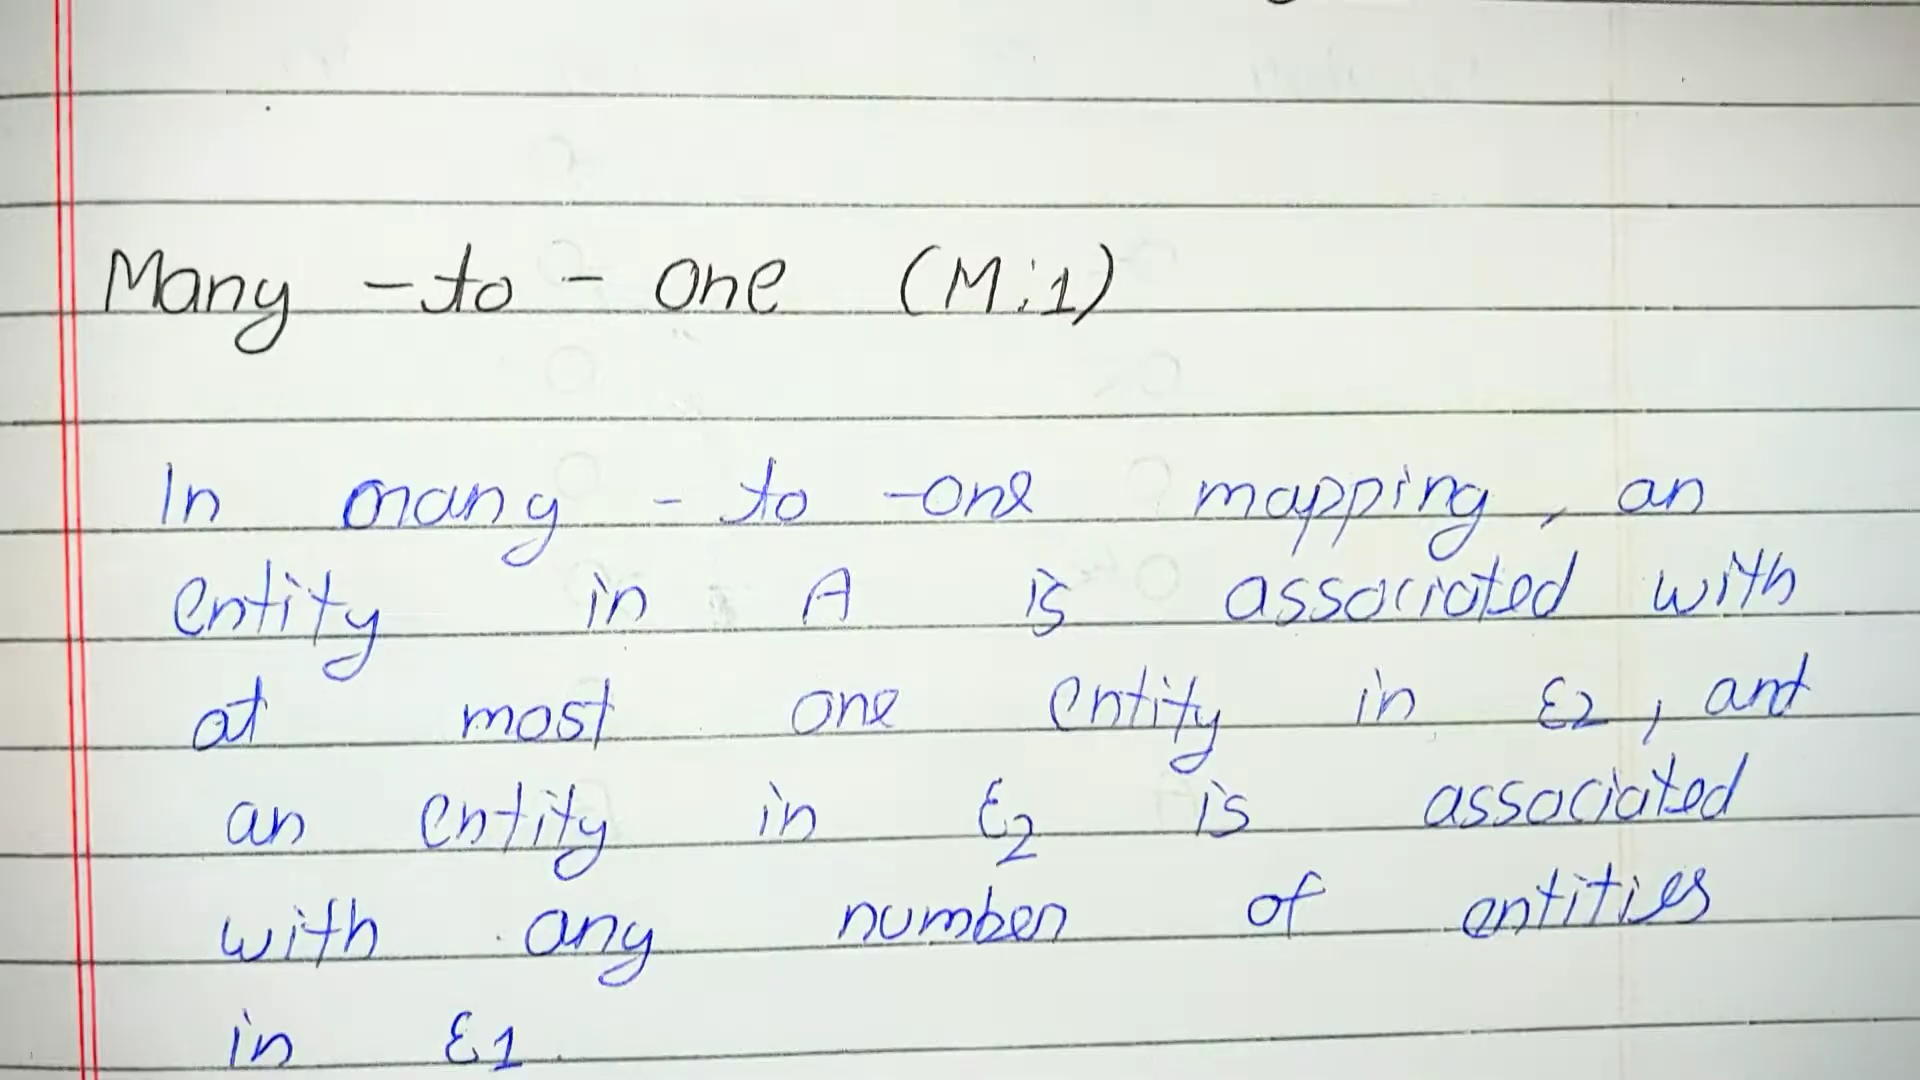 Many - to - one (M:1)
In many - to - one mapping, an
entity in A is associated with
at most one entity in E2, and
an entity in E2 is associated
with any number of entities
in E1.